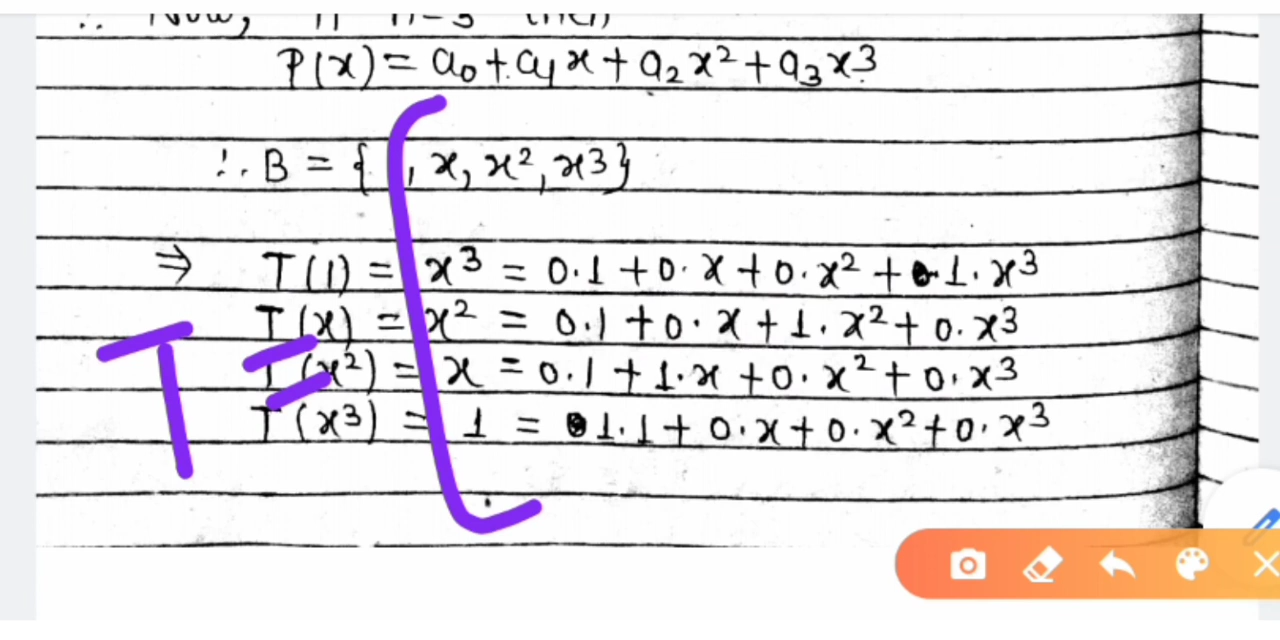 P(x) = a₀ + a₁x + a₂x² + a₃x³
∴ B = { , x, x², x³}
⇒ T(1) = x³ = 0·1 + 0·x + 0·x² + 1·x³
T(x) = x² = 0·1 + 0·x + 1·x² + 0·x³
T(x²) = x = 0·1 + 1·x + 0·x² + 0·x³
T(x³) = 1 = 1·1 + 0·x + 0·x² + 0·x³
T = [